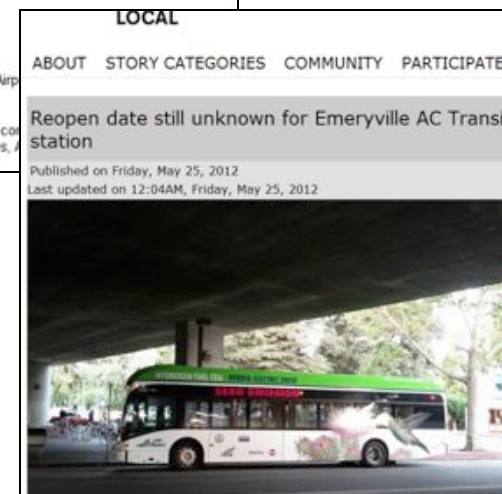 LOCAL
ABOUT STORY CATEGORIES COMMUNITY PARTICIPATE
Reopen date still unknown for Emeryville AC Transi
station
Published on Friday, May 25, 2012
Last updated on 12:04AM, Friday, May 25, 2012
HYDROGEN FUEL CELL
ZERO EMISSION